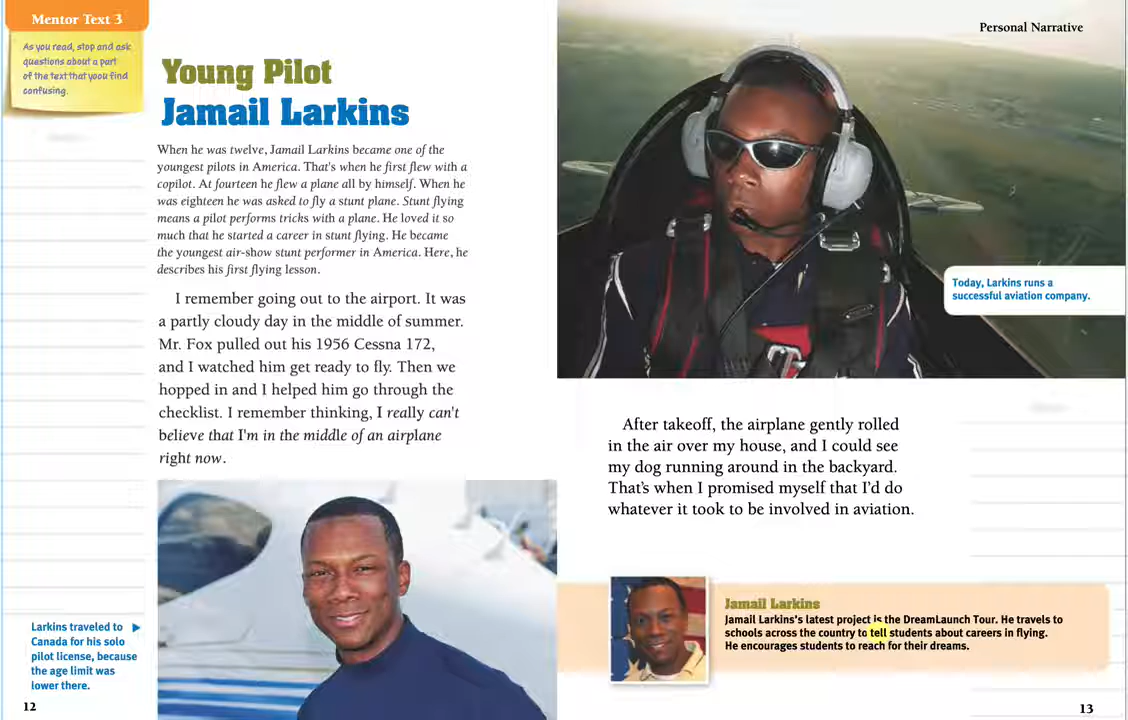 Mentor Text 3
As you read, stop and ask
questions about a part
of the text that yoou find
confusing.
Young Pilot
Jamail Larkins
When he was twelve, Jamail Larkins became one of the
youngest pilots in America. That's when he first flew with a
copilot. At fourteen he flew a plane all by himself. When he
was eighteen he was asked to fly a stunt plane. Stunt flying
means a pilot performs tricks with a plane. He loved it so
much that he started a career in stunt flying. He became
the youngest air-show stunt performer in America. Here, he
describes his first flying lesson.
I remember going out to the airport. It was
a partly cloudy day in the middle of summer.
Mr. Fox pulled out his 1956 Cessna 172,
and I watched him get ready to fly. Then we
hopped in and I helped him go through the
checklist. I remember thinking, I really can't
believe that I'm in the middle of an airplane
right now.
Larkins traveled to ▶
Canada for his solo
pilot license, because
the age limit was
lower there.
12
Personal Narrative
Today, Larkins runs a
successful aviation company.
After takeoff, the airplane gently rolled
in the air over my house, and I could see
my dog running around in the backyard.
That's when I promised myself that I'd do
whatever it took to be involved in aviation.
Jamail Larkins
Jamail Larkins's latest project is the DreamLaunch Tour. He travels to
schools across the country to tell students about careers in flying.
He encourages students to reach for their dreams.
13